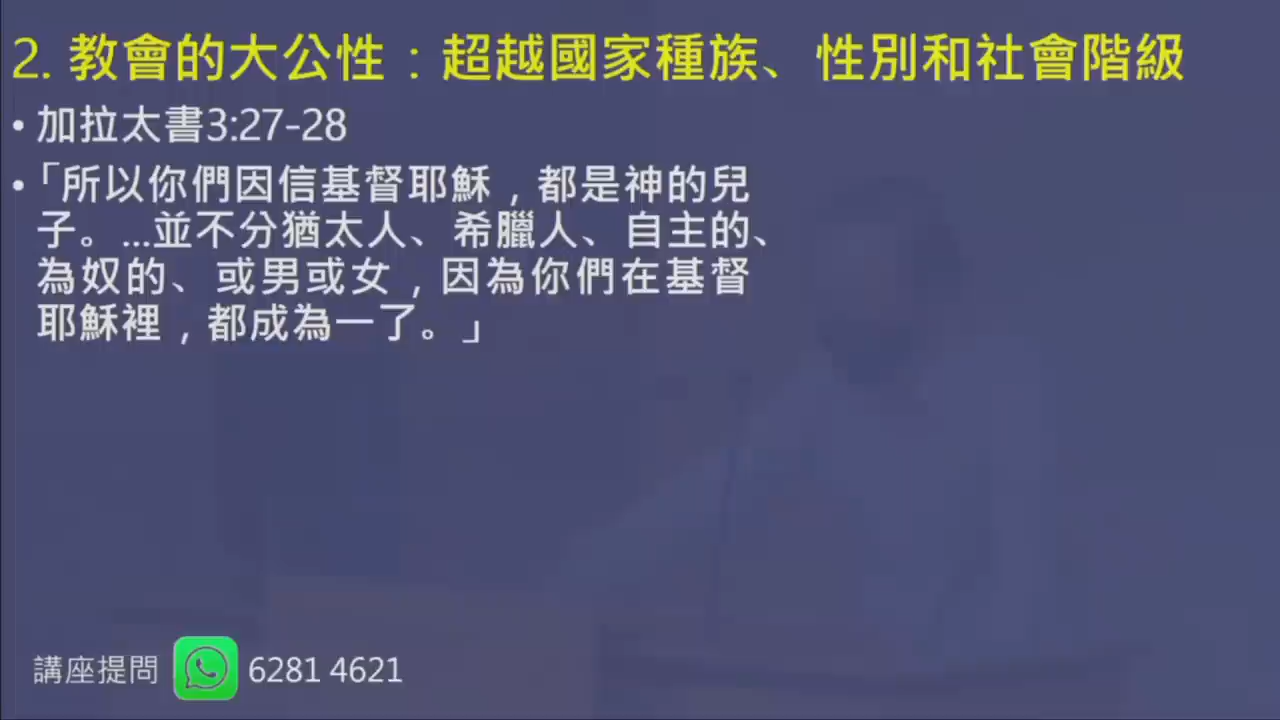 2. 教會的大公性：超越國家種族、性別和社會階級
• 加拉太書3:27-28
•「所以你們因信基督耶穌，都是神的兒
子。...並不分猶太人、希臘人、自主的、
為奴的、或男或女，因為你們在基督
耶穌裡，都成為一了。」
講座提問 6281 4621